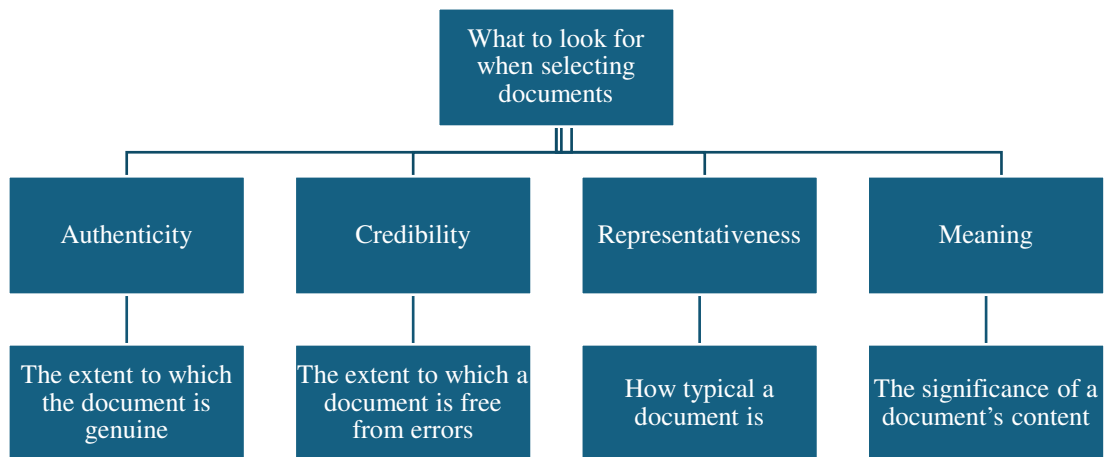 What to look for
when selecting
documents
Authenticity
Credibility
Representativeness
Meaning
The extent to which
the document is
genuine
The extent to which a
document is free
from errors
How typical a
document is
The significance of a
document’s content